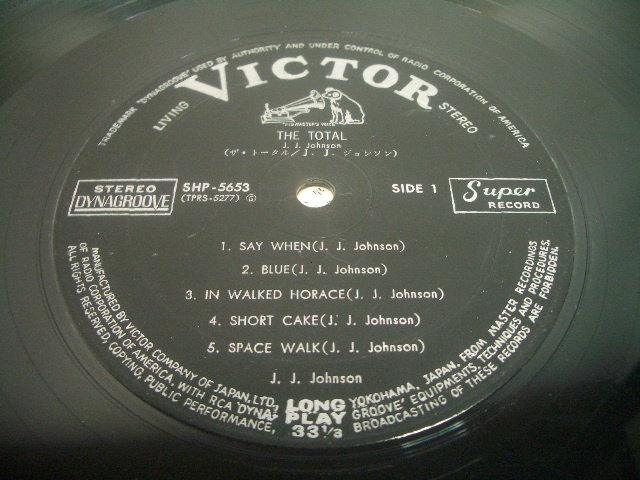 TRADEMARK "DYNAGROOVE" USED BY AUTHORITY AND UNDER CONTROL OF RADIO CORPORATION OF AMERICA
LIVING VICTOR STEREO
"HIS MASTER'S VOICE"
THE TOTAL
J. J. Johnson
(ザ・トータル/J. J. ジョンソン)
STEREO
DYNAGROOVE
SHP-5653
(TPRS-5277) Ⓖ
SIDE 1
Super
RECORD
1. SAY WHEN(J. J. Johnson)
2. BLUE(J. J. Johnson)
3. IN WALKED HORACE(J. J. Johnson)
4. SHORT CAKE(J. J. Johnson)
5. SPACE WALK(J. J. Johnson)
J. J. Johnson
LONG
PLAY
33⅓
MANUFACTURED BY VICTOR COMPANY OF JAPAN, LTD., YOKOHAMA, JAPAN, FROM MASTER RECORDINGS
OF RADIO CORPORATION OF AMERICA, WITH RCA 'DYNA-GROOVE' EQUIPMENTS, TECHNIQUES AND PROCEDURES.
ALL RIGHTS RESERVED, COPYING, PUBLIC PERFORMANCE, BROADCASTING OF THESE RECORDS ARE FORBIDDEN.